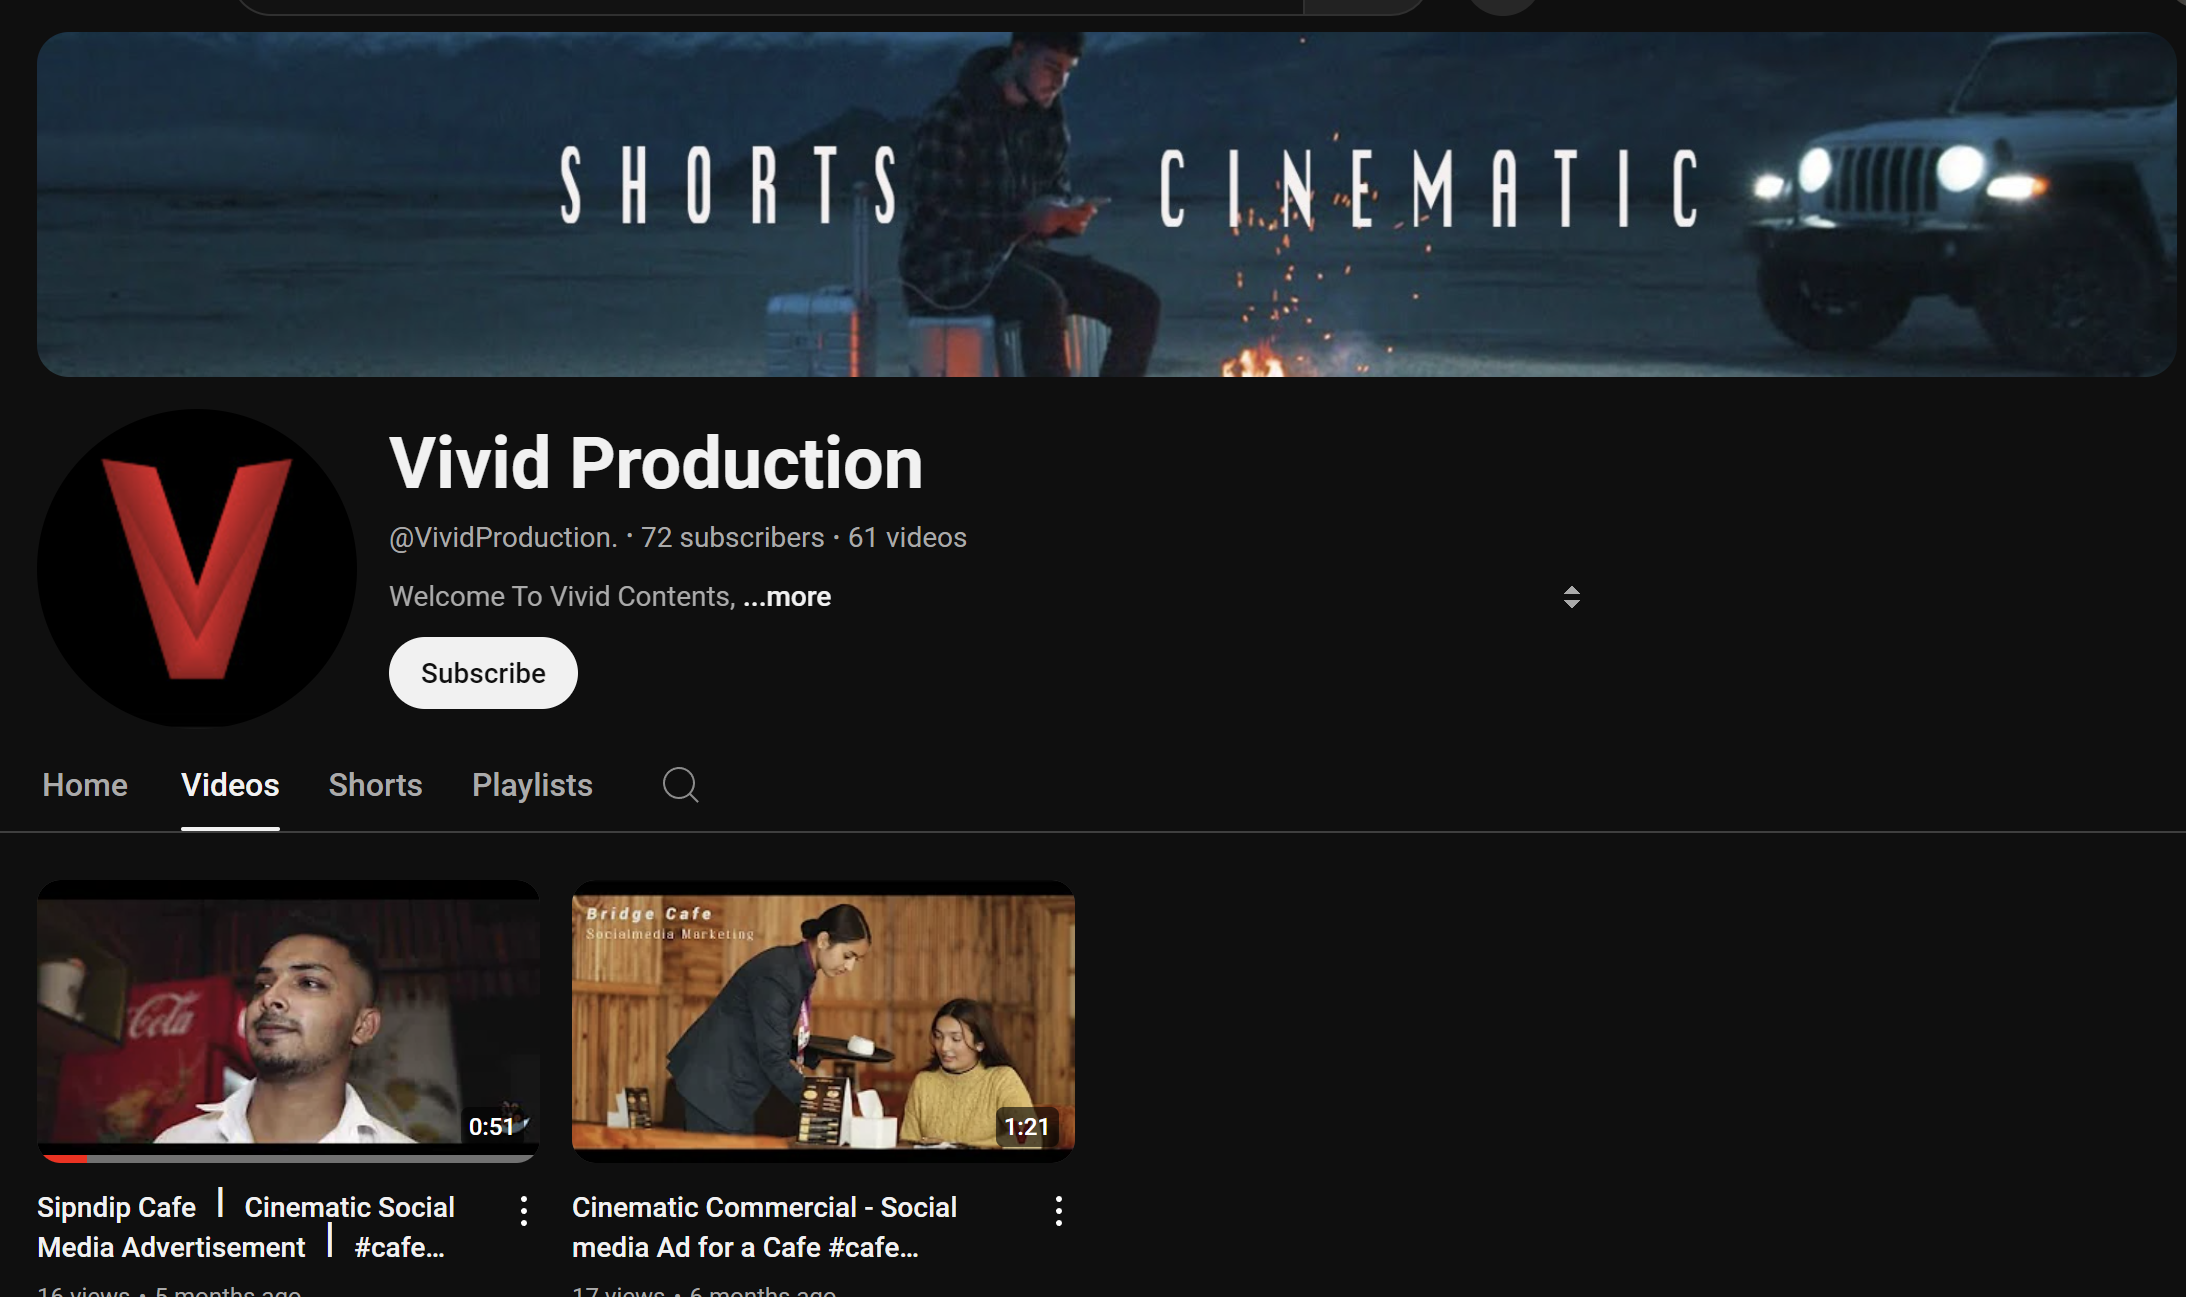 SHORTS CINEMATIC
V
Vivid Production
@VividProduction. · 72 subscribers · 61 videos
Welcome To Vivid Contents, ...more
Subscribe
Home Videos Shorts Playlists
Cola
0:51
Bridge Cafe
Socialmedia Marketing
1:21
Sipndip Cafe | Cinematic Social
Media Advertisement | #cafe...
16 views · 5 months ago
Cinematic Commercial - Social
media Ad for a Cafe #cafe...
17 views · 6 months ago